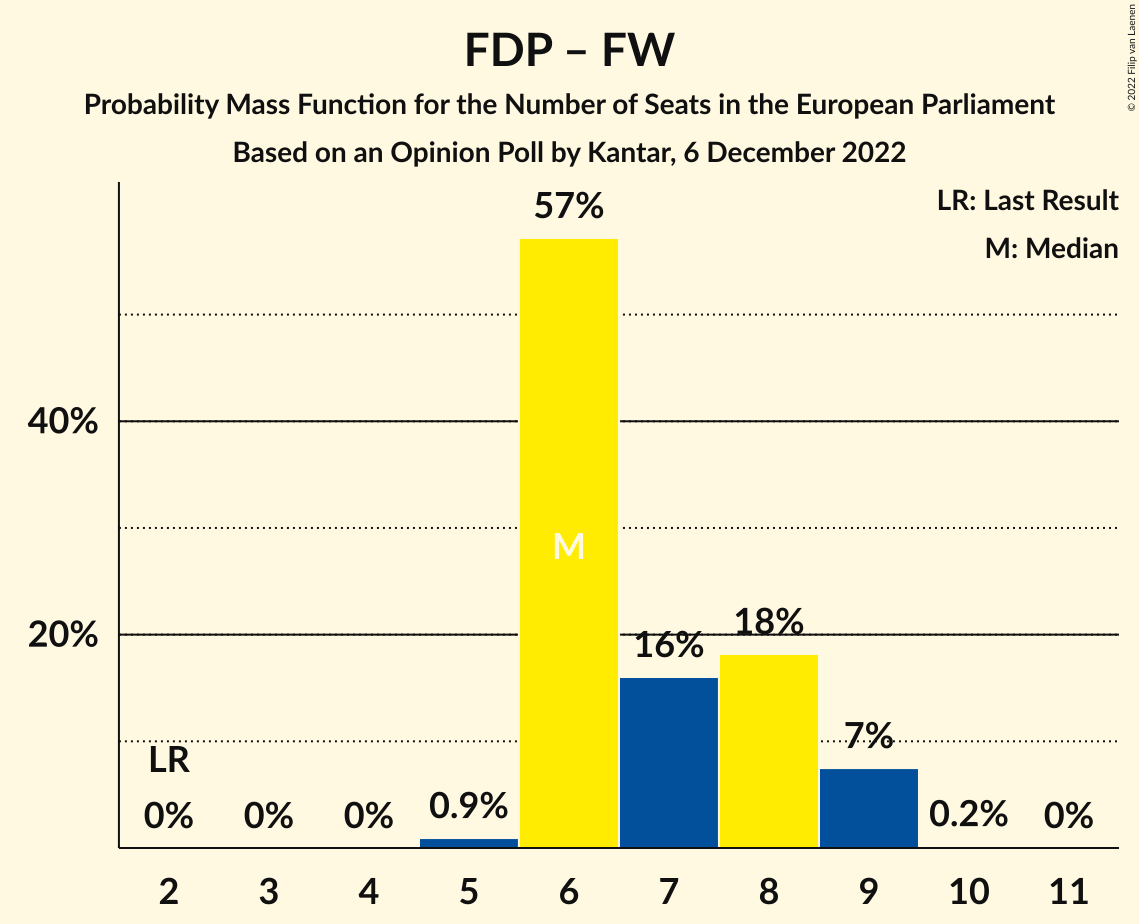 FDP – FW
Probability Mass Function for the Number of Seats in the European Parliament
Based on an Opinion Poll by Kantar, 6 December 2022
© 2022 Filip van Laenen
LR: Last Result
M: Median
57%
40%
M
20%
18%
16%
7%
LR
0%
0%
0%
0.9%
0.2%
0%
2 3 4 5 6 7 8 9 10 11